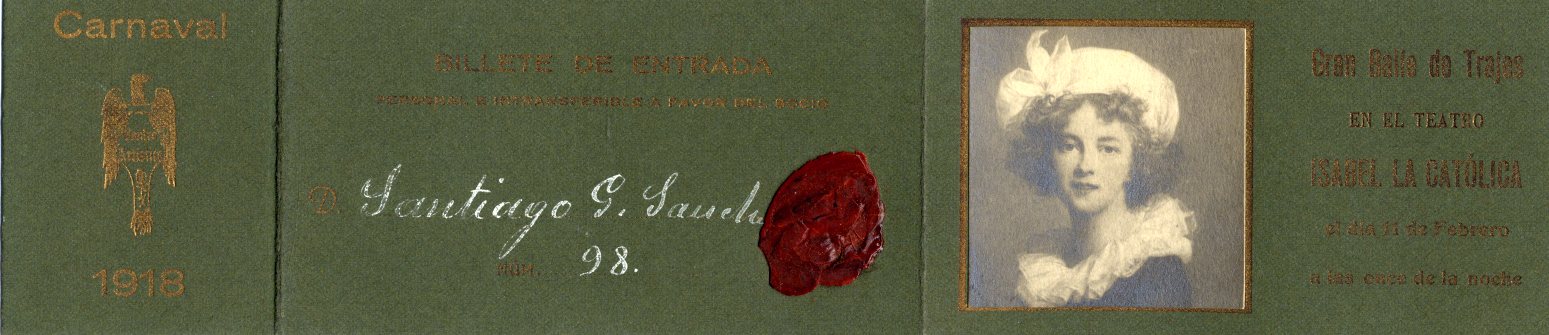 Carnaval
1918
BILLETE DE ENTRADA
PERSONAL E INTRANSFERIBLE A FAVOR DEL SOCIO
D. Santiago G. Sanch
NÚM. 98.
Gran Baile de Trajes
EN EL TEATRO
ISABEL LA CATÓLICA
el día 11 de Febrero
a las once de la noche